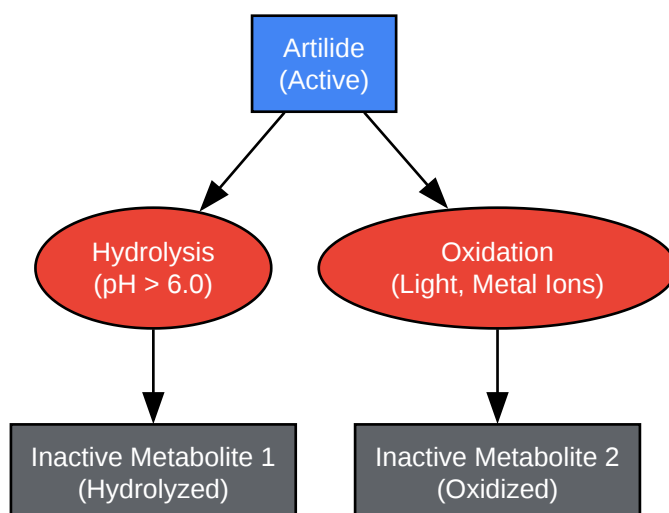 Artilide
(Active)
Hydrolysis
(pH > 6.0)
Oxidation
(Light, Metal Ions)
Inactive Metabolite 1
(Hydrolyzed)
Inactive Metabolite 2
(Oxidized)